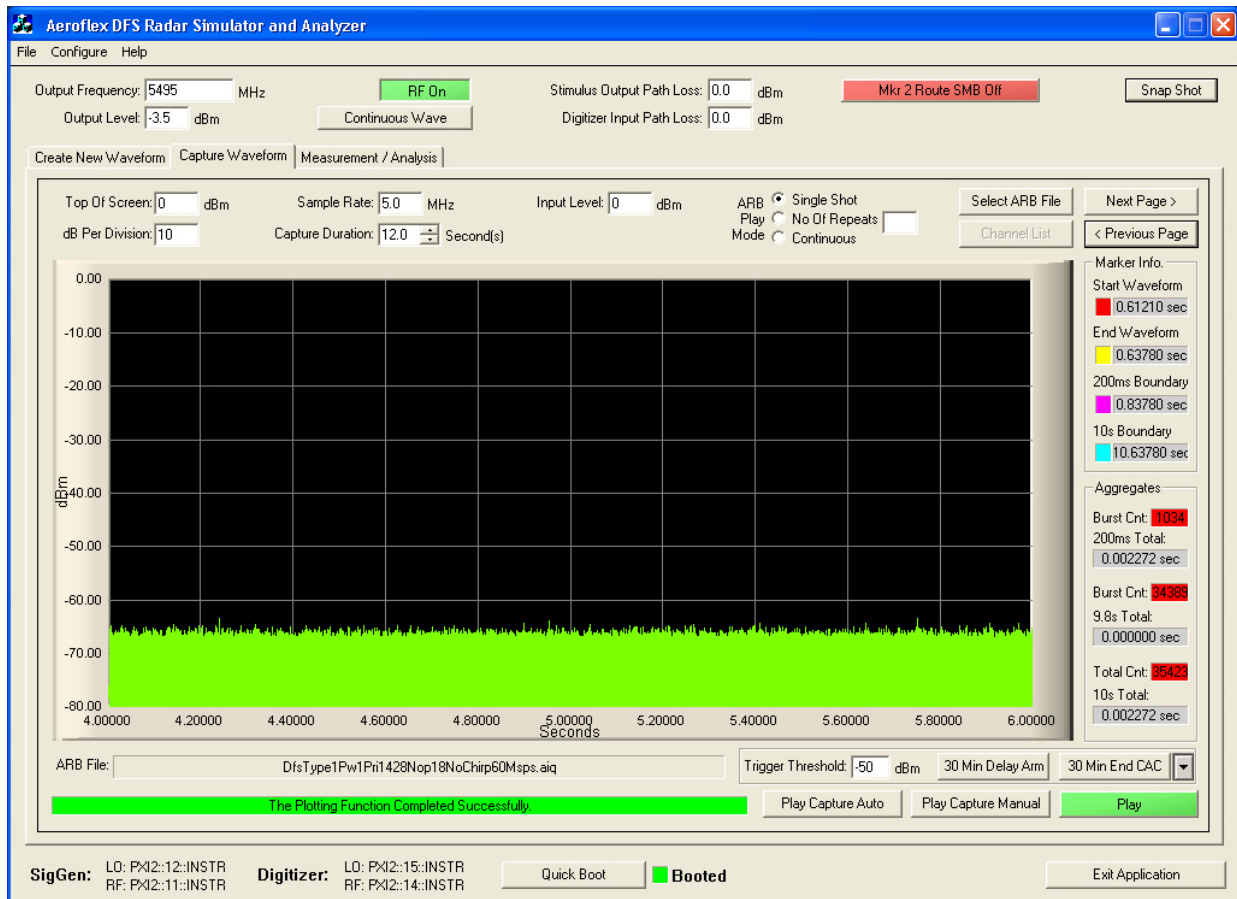 Aeroflex DFS Radar Simulator and Analyzer
File Configure Help
Output Frequency: 5495 MHz
RF On
Stimulus Output Path Loss: 0.0 dBm
Mkr 2 Route SMB Off
Snap Shot
Output Level: -3.5 dBm
Continuous Wave
Digitizer Input Path Loss: 0.0 dBm
Create New Waveform Capture Waveform Measurement / Analysis
Top Of Screen: 0 dBm
Sample Rate: 5.0 MHz
Input Level: 0 dBm
ARB Play Mode
Single Shot
No Of Repeats
Continuous
Select ARB File
Next Page >
dB Per Division: 10
Capture Duration: 12.0 Second(s)
Channel List
< Previous Page
0.00
-10.00
-20.00
-30.00
-40.00
-50.00
-60.00
-70.00
-80.00
dBm
4.00000 4.20000 4.40000 4.60000 4.80000 5.00000 5.20000 5.40000 5.60000 5.80000 6.00000
Seconds
Marker Info.
Start Waveform
0.61210 sec
End Waveform
0.63780 sec
200ms Boundary
0.83780 sec
10s Boundary
10.63780 sec
Aggregates
Burst Cnt: 1034
200ms Total:
0.002272 sec
Burst Cnt: 34389
9.8s Total:
0.000000 sec
Total Cnt: 35423
10s Total:
0.002272 sec
ARB File: DfsType1Pw1Pri1428Nop18NoChirp60Msps.aiq
Trigger Threshold: -50 dBm
30 Min Delay Arm
30 Min End CAC
The Plotting Function Completed Successfully.
Play Capture Auto
Play Capture Manual
Play
SigGen: LO: PXI2::12::INSTR
RF: PXI2::11::INSTR
Digitizer: LO: PXI2::15::INSTR
RF: PXI2::14::INSTR
Quick Boot
Booted
Exit Application